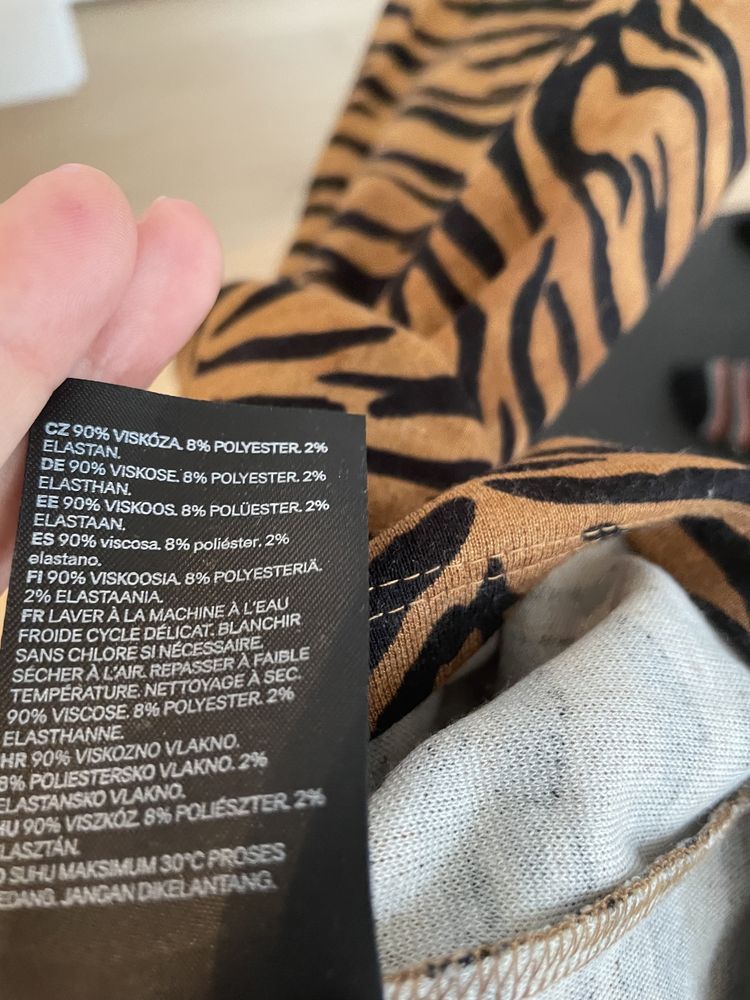 CZ 90% VISKÓZA. 8% POLYESTER. 2%
ELASTAN.
DE 90% VISKOSE. 8% POLYESTER. 2%
ELASTHAN.
EE 90% VISKOOS. 8% POLÜESTER. 2%
ELASTAAN.
ES 90% viscosa. 8% poliéster. 2%
elastano.
FI 90% VISKOOSIA. 8% POLYESTERIÄ.
2% ELASTAANIA.
FR LAVER À LA MACHINE À L'EAU
FROIDE CYCLE DÉLICAT. BLANCHIR
SANS CHLORE SI NÉCESSAIRE.
SÉCHER À L'AIR. REPASSER À FAIBLE
TEMPÉRATURE. NETTOYAGE À SEC.
90% VISCOSE. 8% POLYESTER. 2%
ELASTHANNE.
HR 90% VISKOZNO VLAKNO.
8% POLIESTERSKO VLAKNO. 2%
ELASTANSKO VLAKNO.
HU 90% VISZKÓZ. 8% POLIÉSZTER. 2%
ELASZTÁN.
SUHU MAKSIMUM 30°C PROSES
SEDANG. JANGAN DIKELANTANG.